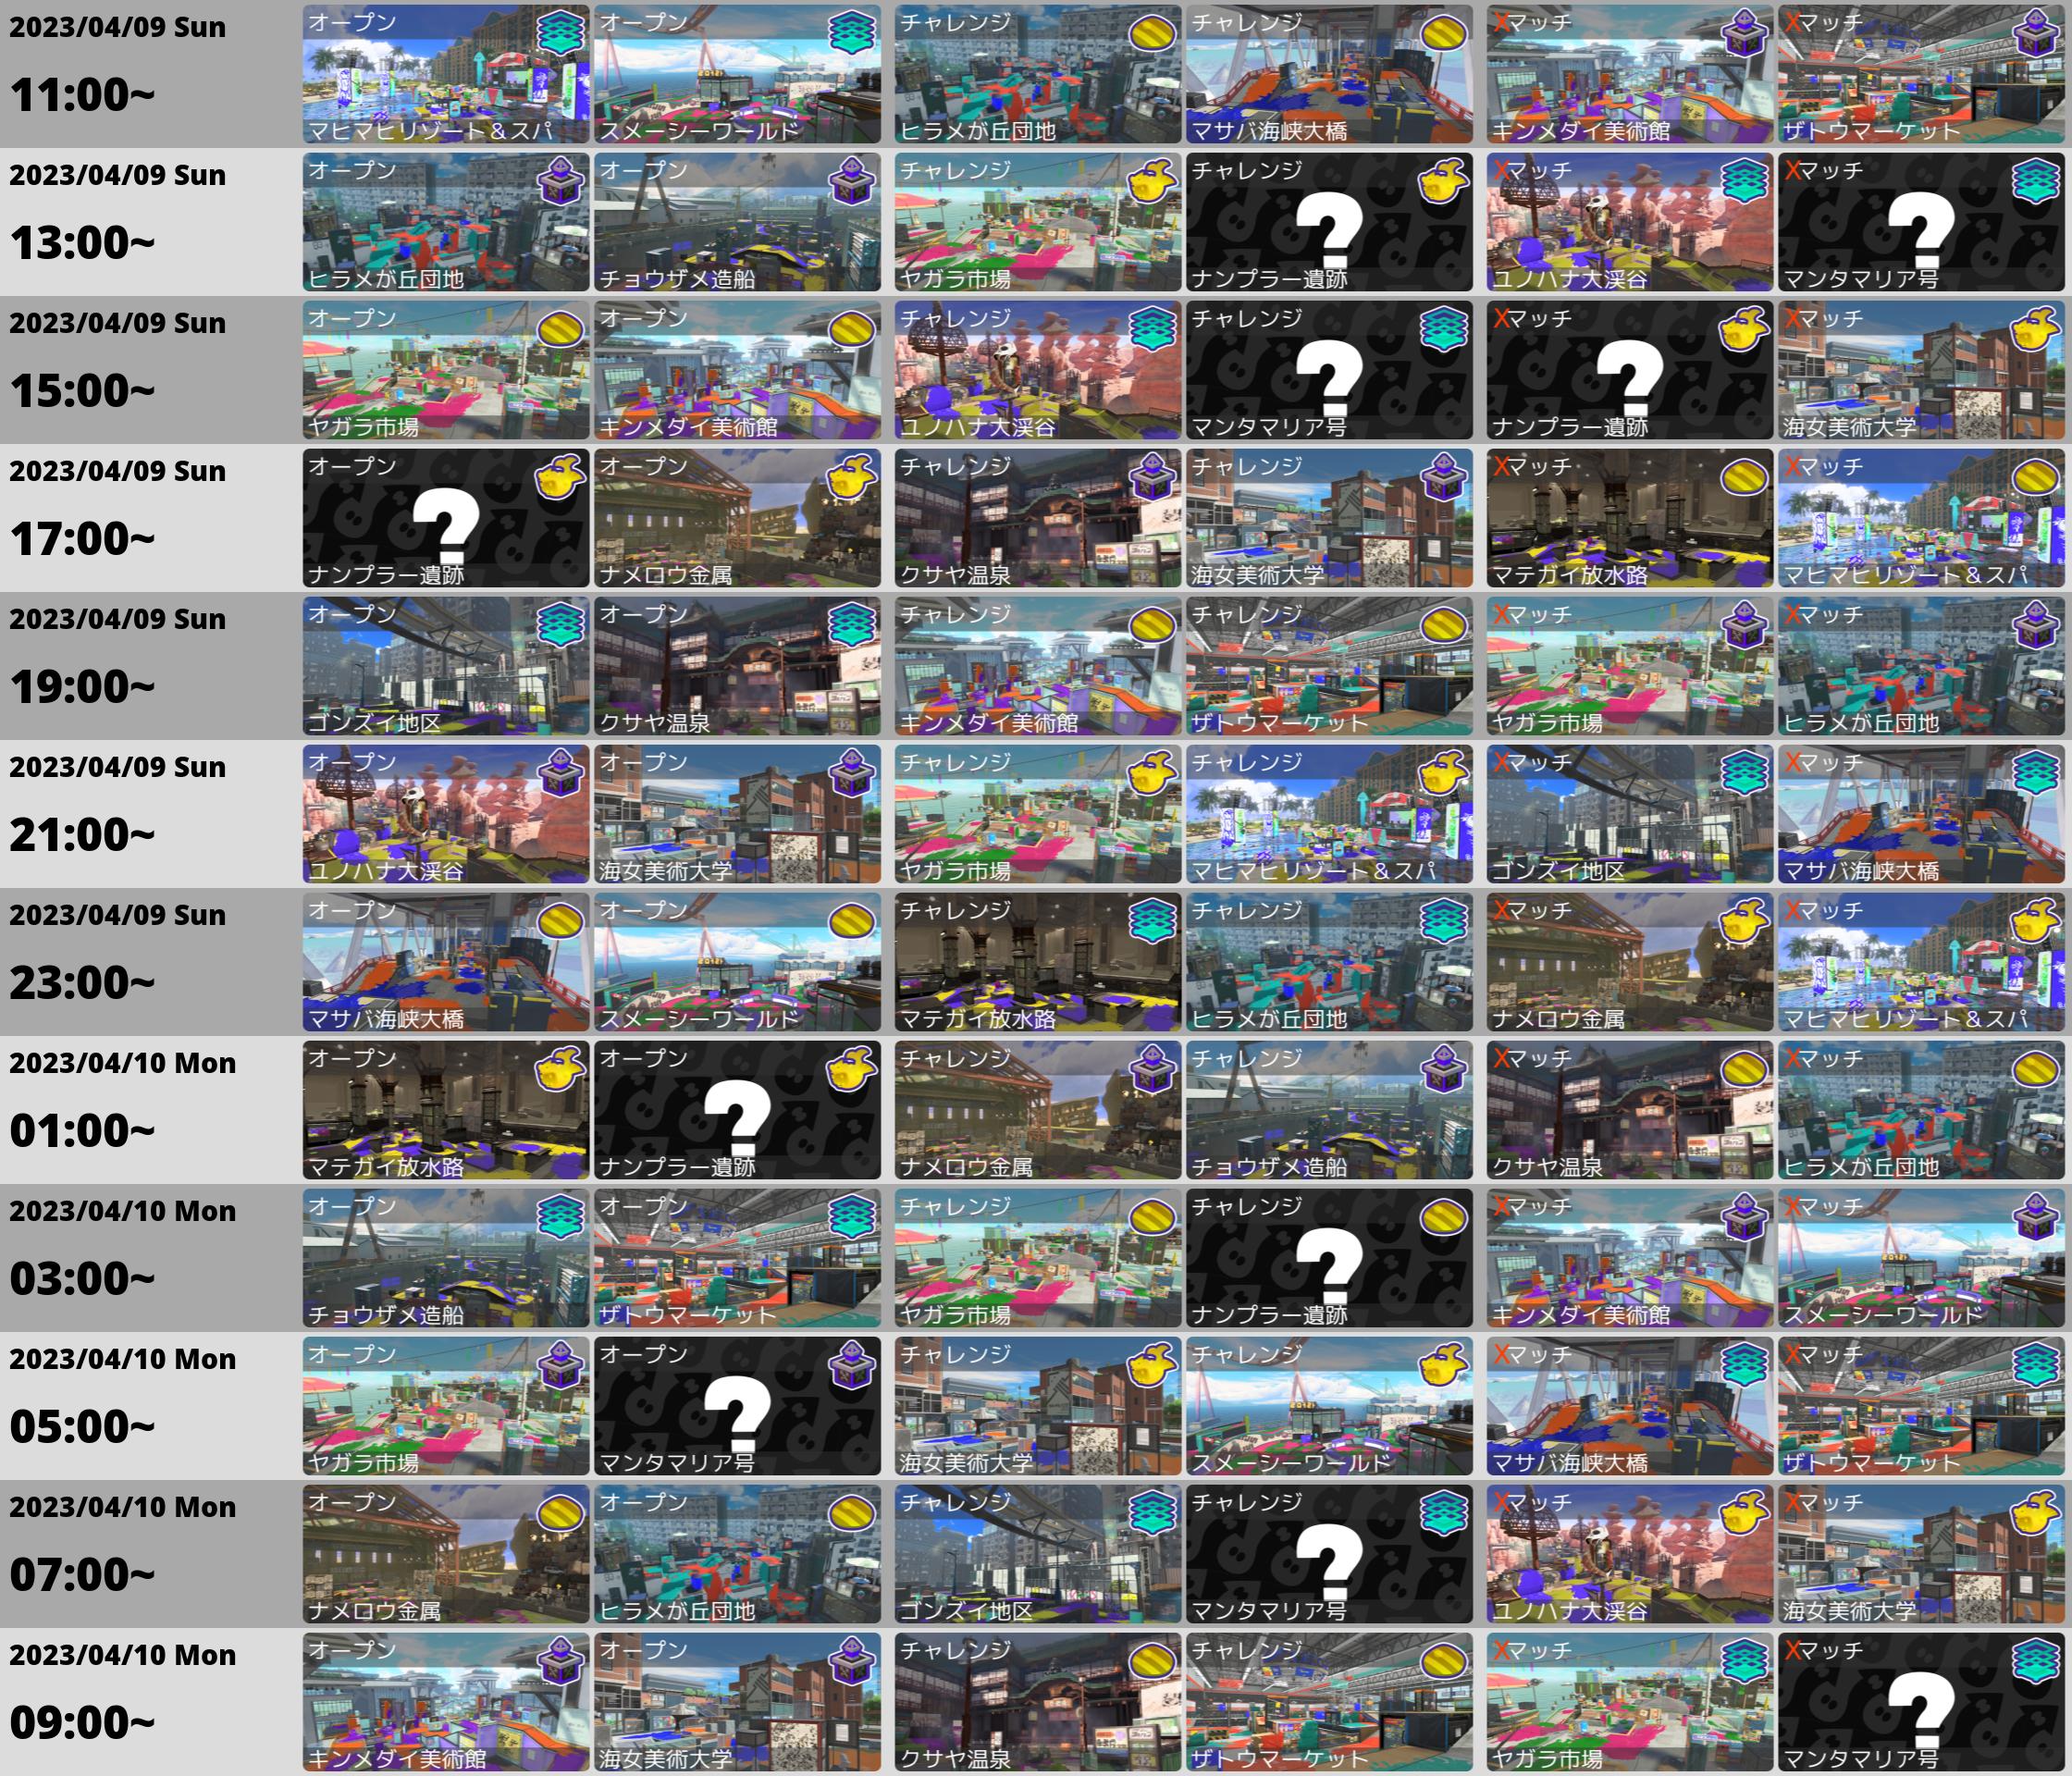 2023/04/09 Sun
11:00~
オープン オープン チャレンジ チャレンジ Xマッチ Xマッチ
マヒマヒリゾート&スパ スメーシーワールド ヒラメが丘団地 マサバ海峡大橋 キンメダイ美術館 ザトウマーケット
2023/04/09 Sun
13:00~
オープン オープン チャレンジ チャレンジ Xマッチ Xマッチ
? ?
ヒラメが丘団地 チョウザメ造船 ヤガラ市場 ナンプラー遺跡 ユノハナ大渓谷 マンタマリア号
2023/04/09 Sun
15:00~
オープン オープン チャレンジ チャレンジ Xマッチ Xマッチ
? ?
ヤガラ市場 キンメダイ美術館 ユノハナ大渓谷 マンタマリア号 ナンプラー遺跡 海女美術大学
2023/04/09 Sun
17:00~
オープン オープン チャレンジ チャレンジ Xマッチ Xマッチ
?
ナンプラー遺跡 ナメロウ金属 クサヤ温泉 海女美術大学 マテガイ放水路 マヒマヒリゾート&スパ
2023/04/09 Sun
19:00~
オープン オープン チャレンジ チャレンジ Xマッチ Xマッチ
ゴンズイ地区 クサヤ温泉 キンメダイ美術館 ザトウマーケット ヤガラ市場 ヒラメが丘団地
2023/04/09 Sun
21:00~
オープン オープン チャレンジ チャレンジ Xマッチ Xマッチ
ユノハナ大渓谷 海女美術大学 ヤガラ市場 マヒマヒリゾート&スパ ゴンズイ地区 マサバ海峡大橋
2023/04/09 Sun
23:00~
オープン オープン チャレンジ チャレンジ Xマッチ Xマッチ
マサバ海峡大橋 スメーシーワールド マテガイ放水路 ヒラメが丘団地 ナメロウ金属 マヒマヒリゾート&スパ
2023/04/10 Mon
01:00~
オープン オープン チャレンジ チャレンジ Xマッチ Xマッチ
?
マテガイ放水路 ナンプラー遺跡 ナメロウ金属 チョウザメ造船 クサヤ温泉 ヒラメが丘団地
2023/04/10 Mon
03:00~
オープン オープン チャレンジ チャレンジ Xマッチ Xマッチ
?
チョウザメ造船 ザトウマーケット ヤガラ市場 ナンプラー遺跡 キンメダイ美術館 スメーシーワールド
2023/04/10 Mon
05:00~
オープン オープン チャレンジ チャレンジ Xマッチ Xマッチ
?
ヤガラ市場 マンタマリア号 海女美術大学 スメーシーワールド マサバ海峡大橋 ザトウマーケット
2023/04/10 Mon
07:00~
オープン オープン チャレンジ チャレンジ Xマッチ Xマッチ
?
ナメロウ金属 ヒラメが丘団地 ゴンズイ地区 マンタマリア号 ユノハナ大渓谷 海女美術大学
2023/04/10 Mon
09:00~
オープン オープン チャレンジ チャレンジ Xマッチ Xマッチ
?
キンメダイ美術館 海女美術大学 クサヤ温泉 ザトウマーケット ヤガラ市場 マンタマリア号